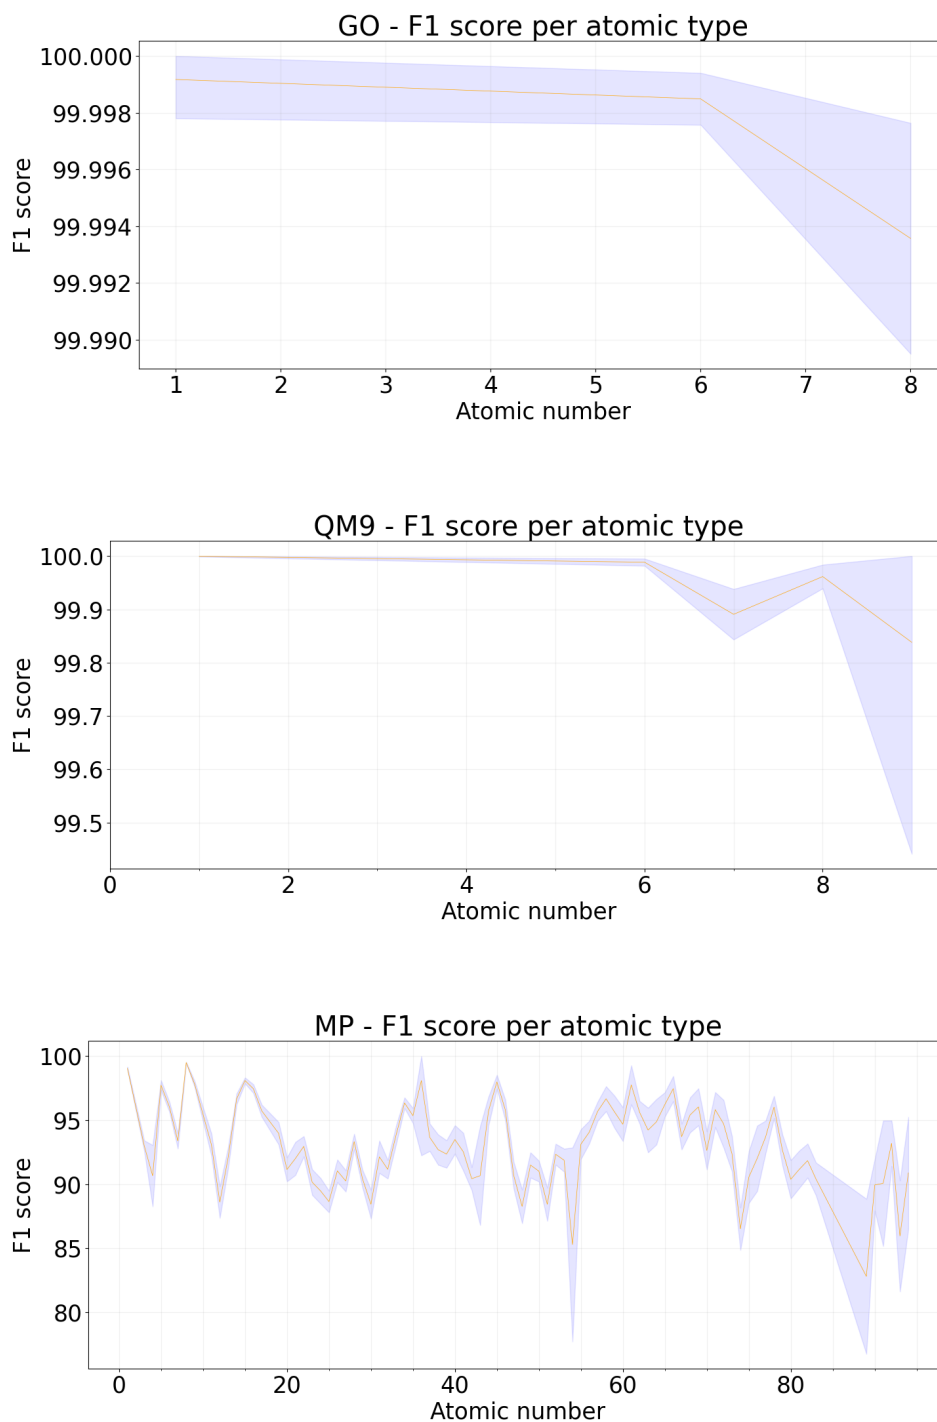 GO - F1 score per atomic type
100.000
99.998
99.996
99.994
99.992
99.990
F1 score
1 2 3 4 5 6 7 8
Atomic number
QM9 - F1 score per atomic type
100.0
99.9
99.8
99.7
99.6
99.5
F1 score
0 2 4 6 8
Atomic number
MP - F1 score per atomic type
100
95
90
85
80
F1 score
0 20 40 60 80
Atomic number